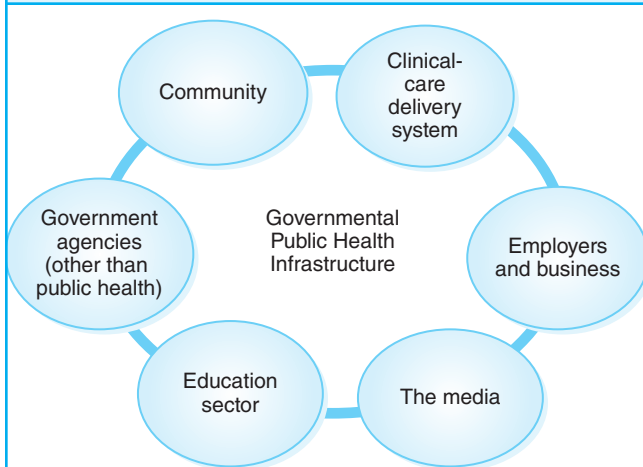 Community
Clinical-
care
delivery
system
Government
agencies
(other than
public health)
Governmental
Public Health
Infrastructure
Employers
and business
Education
sector
The media